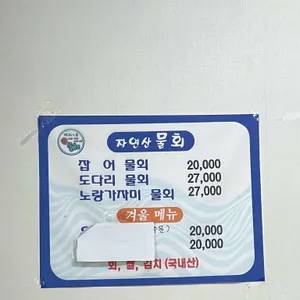 자연산 물회
잡어 물회 20,000
도다리 물회 27,000
노랑가자미 물회 27,000
겨울 메뉴
20,000
20,000
회, 쌀, 김치 (국내산)